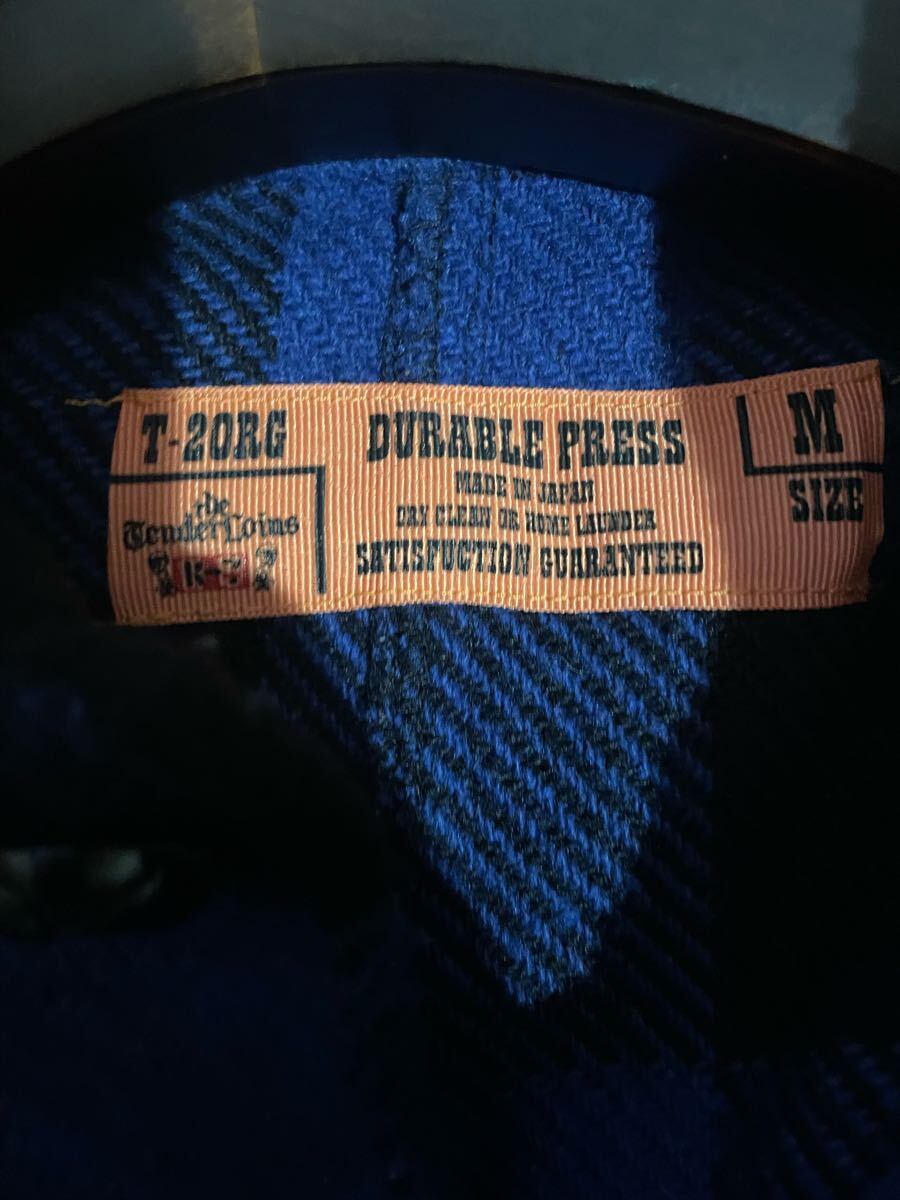 T-20RG
the
TenderLoins
DURABLE PRESS
MADE IN JAPAN
DRY CLEAN OR HOME LAUNDER
SATISFUCTION GUARANTEED
M
SIZE